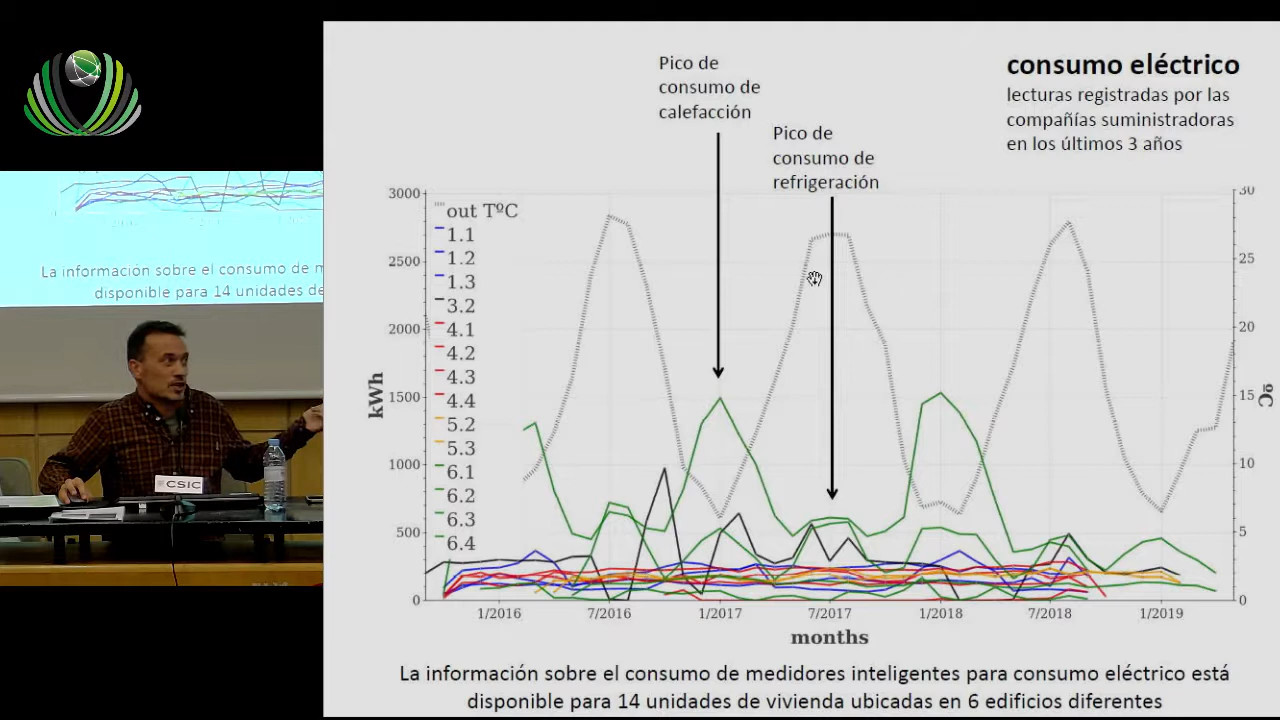 Pico de
consumo de
calefacción
Pico de
consumo de
refrigeración
consumo eléctrico
lecturas registradas por las
compañías suministradoras
en los últimos 3 años
3000
2500
2000
1500
1000
500
0
kWh
out TºC
1.1
1.2
1.3
3.2
4.1
4.2
4.3
4.4
5.2
5.3
6.1
6.2
6.3
6.4
30
25
20
15
10
5
0
ºC
1/2016
7/2016
1/2017
7/2017
1/2018
7/2018
1/2019
months
La información sobre el consumo de medidores inteligentes para consumo eléctrico está
disponible para 14 unidades de vivienda ubicadas en 6 edificios diferentes
La información sobre el consumo de m
disponible para 14 unidades de
CSIC